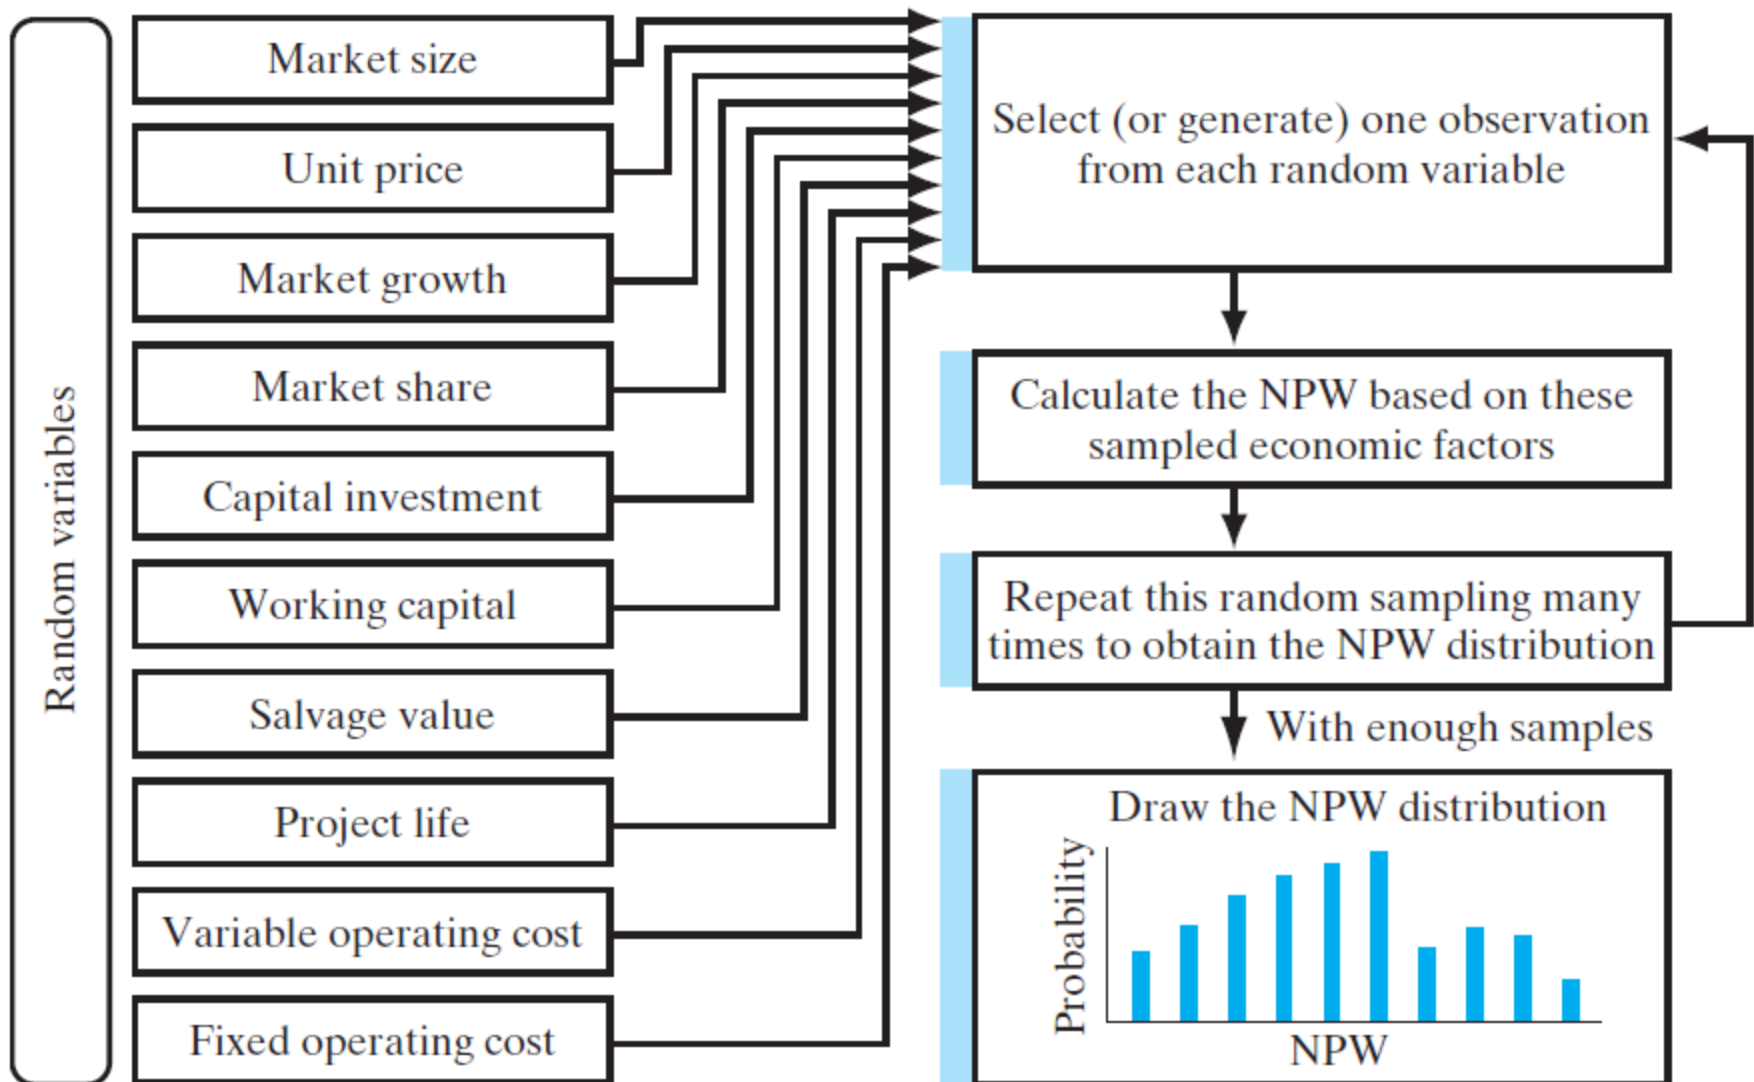 Random variables
Market size
Unit price
Market growth
Market share
Capital investment
Working capital
Salvage value
Project life
Variable operating cost
Fixed operating cost
Select (or generate) one observation
from each random variable
Calculate the NPW based on these
sampled economic factors
Repeat this random sampling many
times to obtain the NPW distribution
With enough samples
Draw the NPW distribution
Probability
NPW